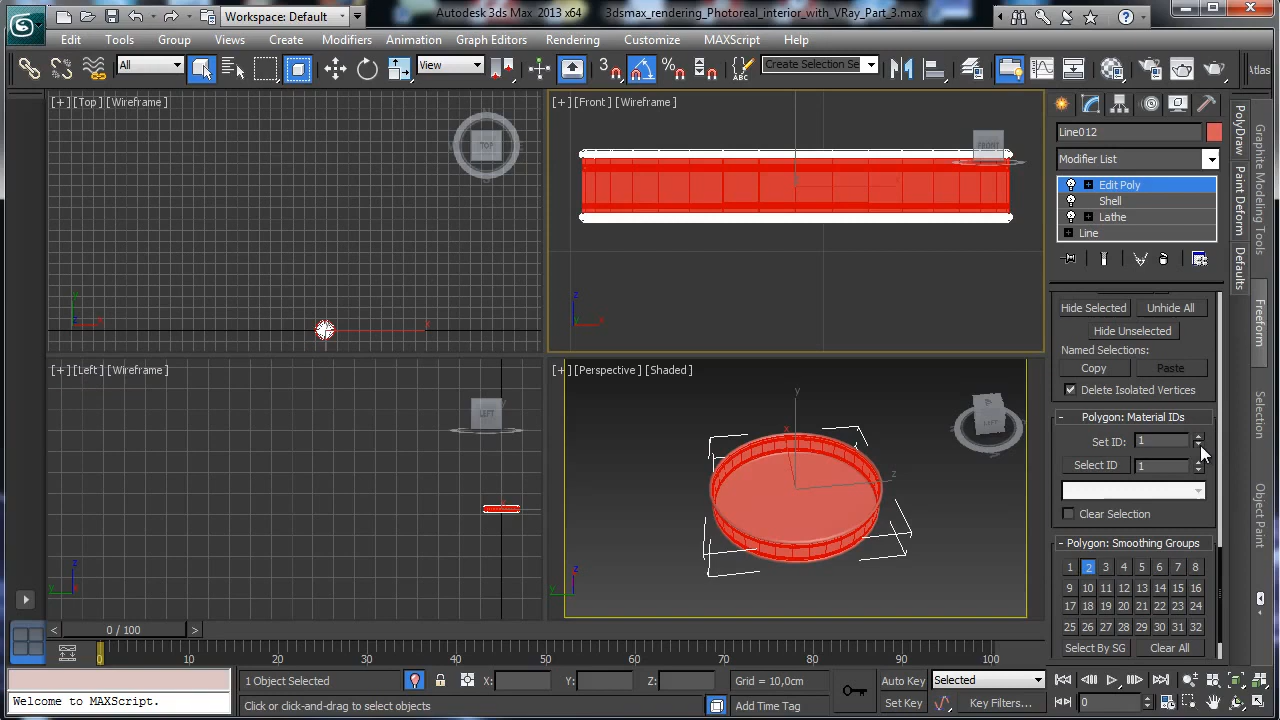 Workspace: Default
Autodesk 3ds Max 2013 x64
3dsmax_rendering_Photoreal_interior_with_VRay_Part_3.max
Edit
Tools
Group
Views
Create
Modifiers
Animation
Graph Editors
Rendering
Customize
MAXScript
Help
All
View
3
%
ABC
Create Selection Se
Atlas
[+] [Top] [Wireframe]
TOP
[+] [Front] [Wireframe]
FRONT
Line012
Modifier List
Edit Poly
Shell
Lathe
Line
PolyDraw
Paint Deform
Defaults
Graphite Modeling Tools
Freeform
Selection
Object Paint
Hide Selected
Unhide All
Hide Unselected
Named Selections:
Copy
Paste
Delete Isolated Vertices
Polygon: Material IDs
Set ID: 1
Select ID 1
Clear Selection
Polygon: Smoothing Groups
1 2 3 4 5 6 7 8
9 10 11 12 13 14 15 16
17 18 19 20 21 22 23 24
25 26 27 28 29 30 31 32
Select By SG
Clear All
[+] [Left] [Wireframe]
LEFT
[+] [Perspective] [Shaded]
LEFT
0 / 100
0 10 20 30 40 50 60 70 80 90 100
1 Object Selected
X:
Y:
Z:
Grid = 10,0cm
Auto Key
Selected
Welcome to MAXScript.
Click or click-and-drag to select objects
Add Time Tag
Set Key
Key Filters...
0